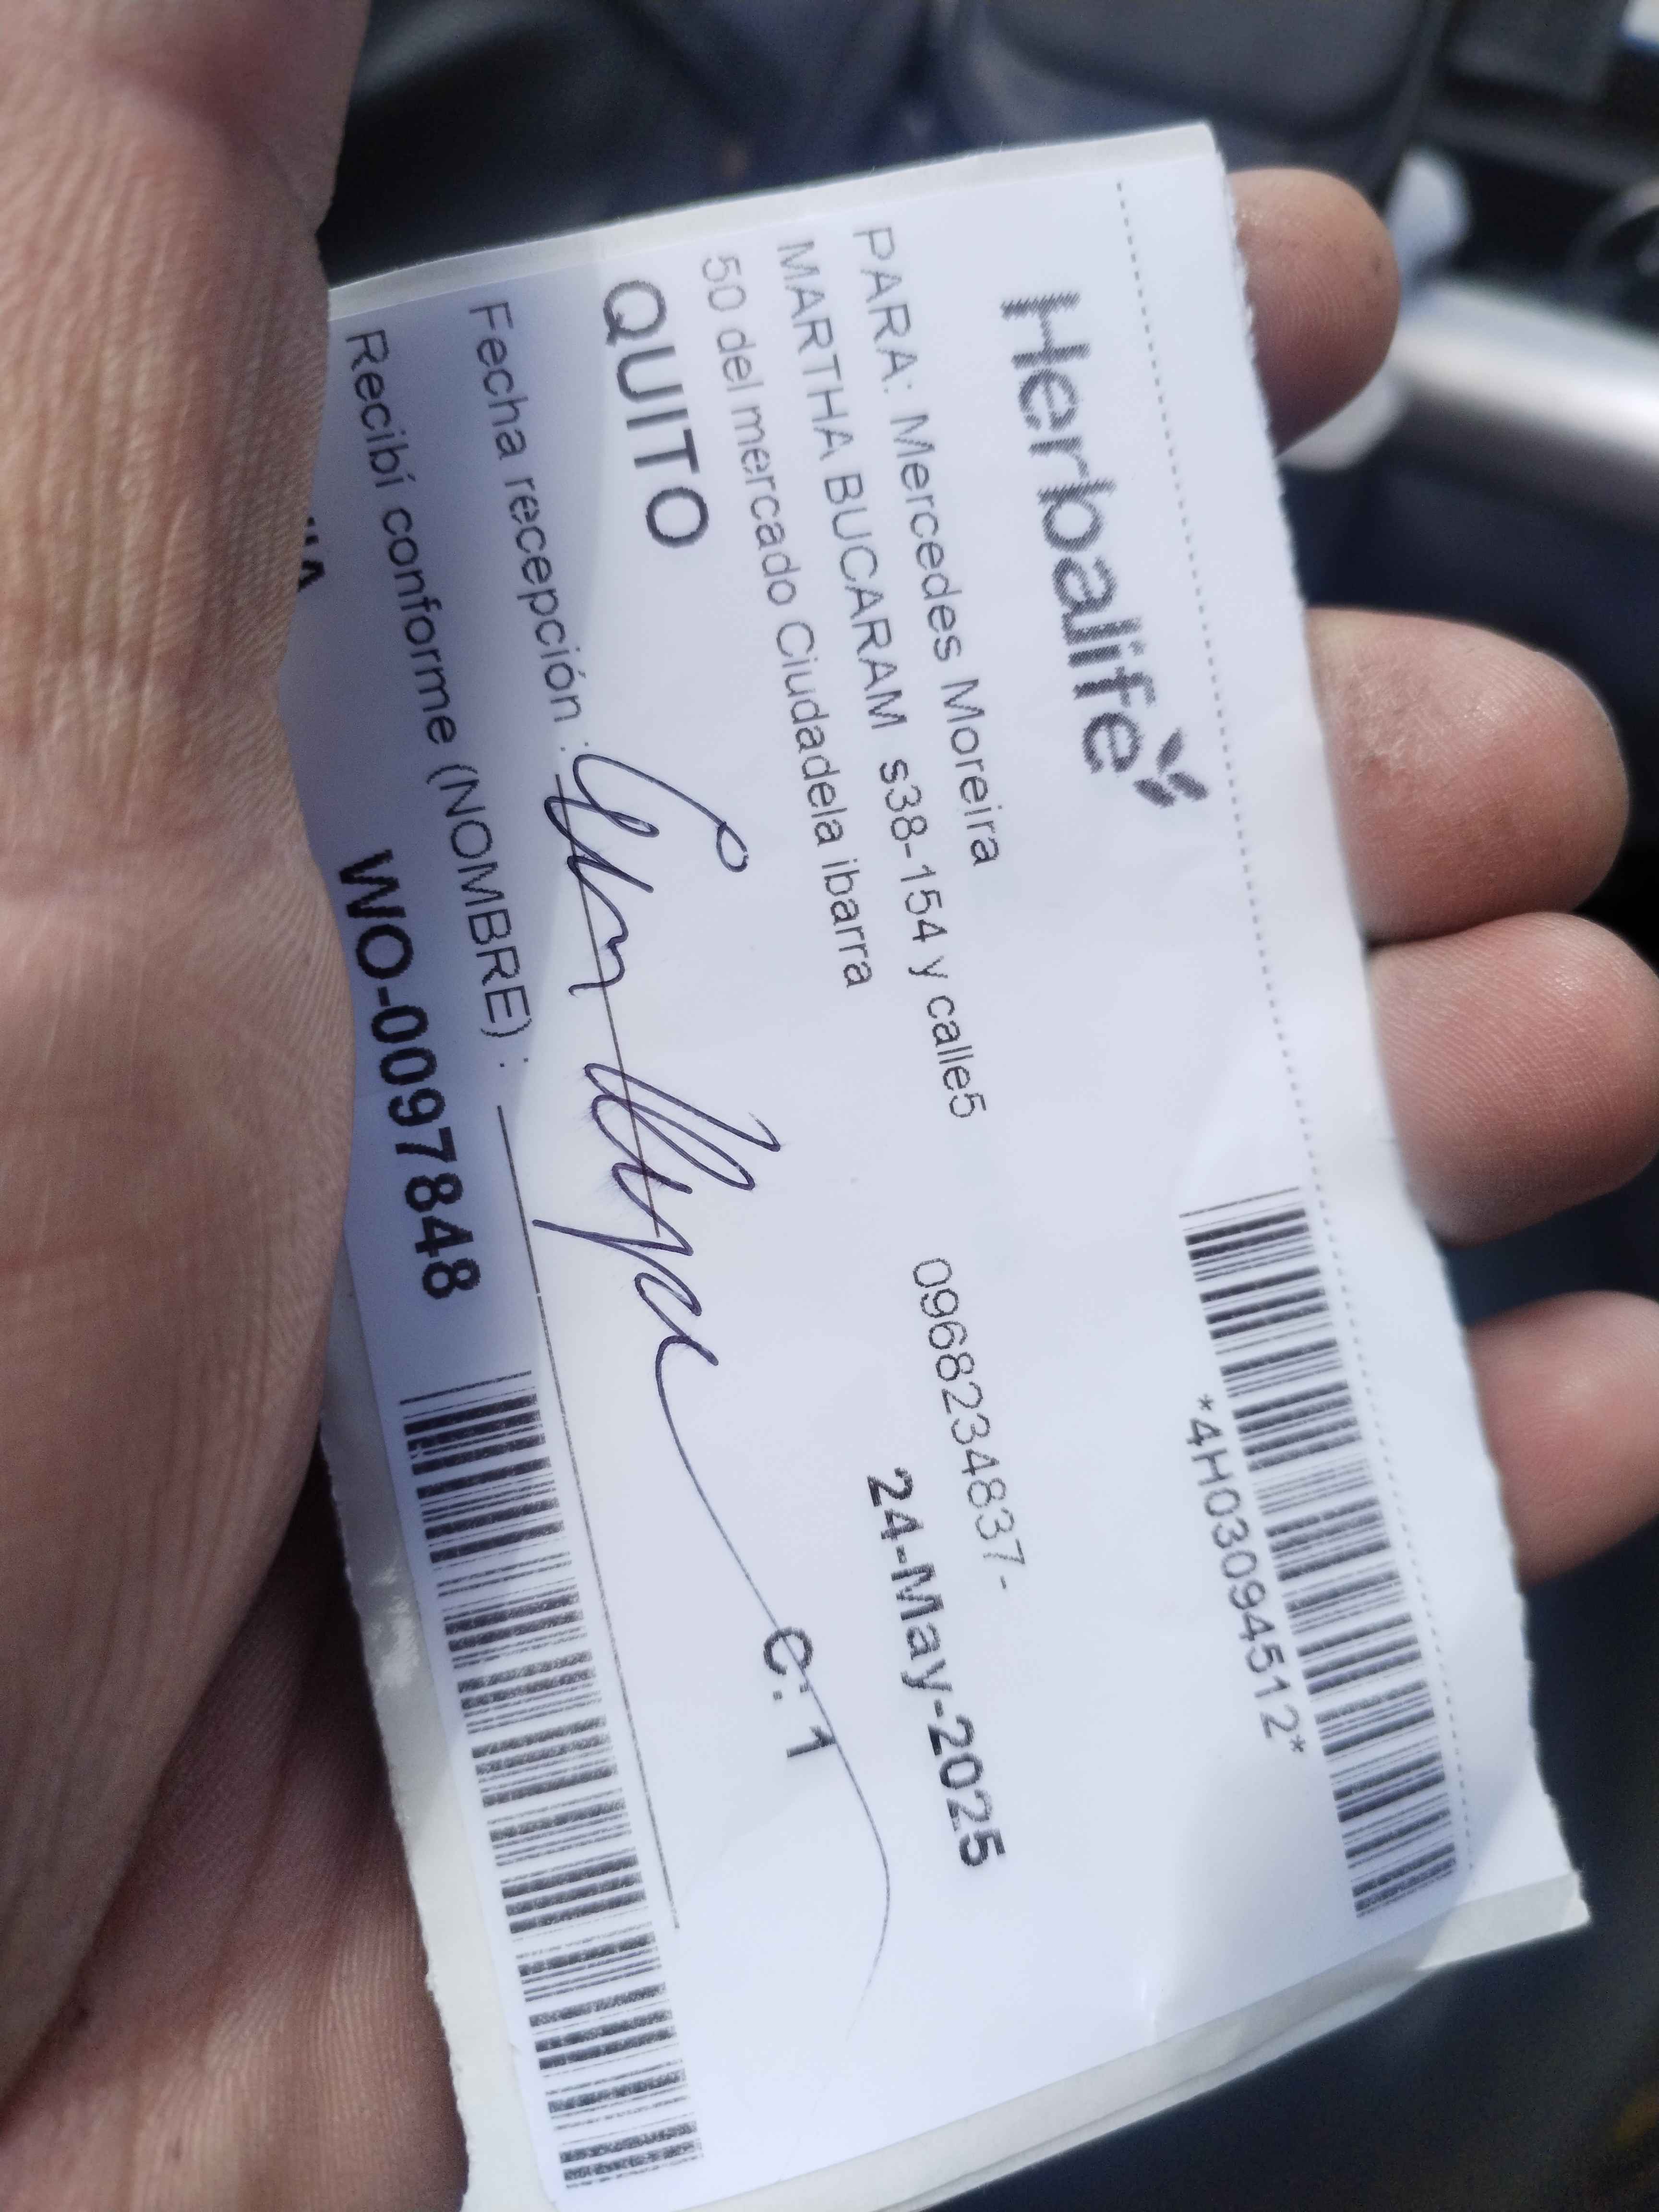 Herbalife
*4H03094512*
PARA: Mercedes Moreira
0968234837-
MARTHA BUCARAM s38-154 y calle5
50 del mercado Ciudadela ibarra
24-May-2025
QUITO
C: 1
Fecha recepción :
Recibí conforme (NOMBRE) :
WO-0097848